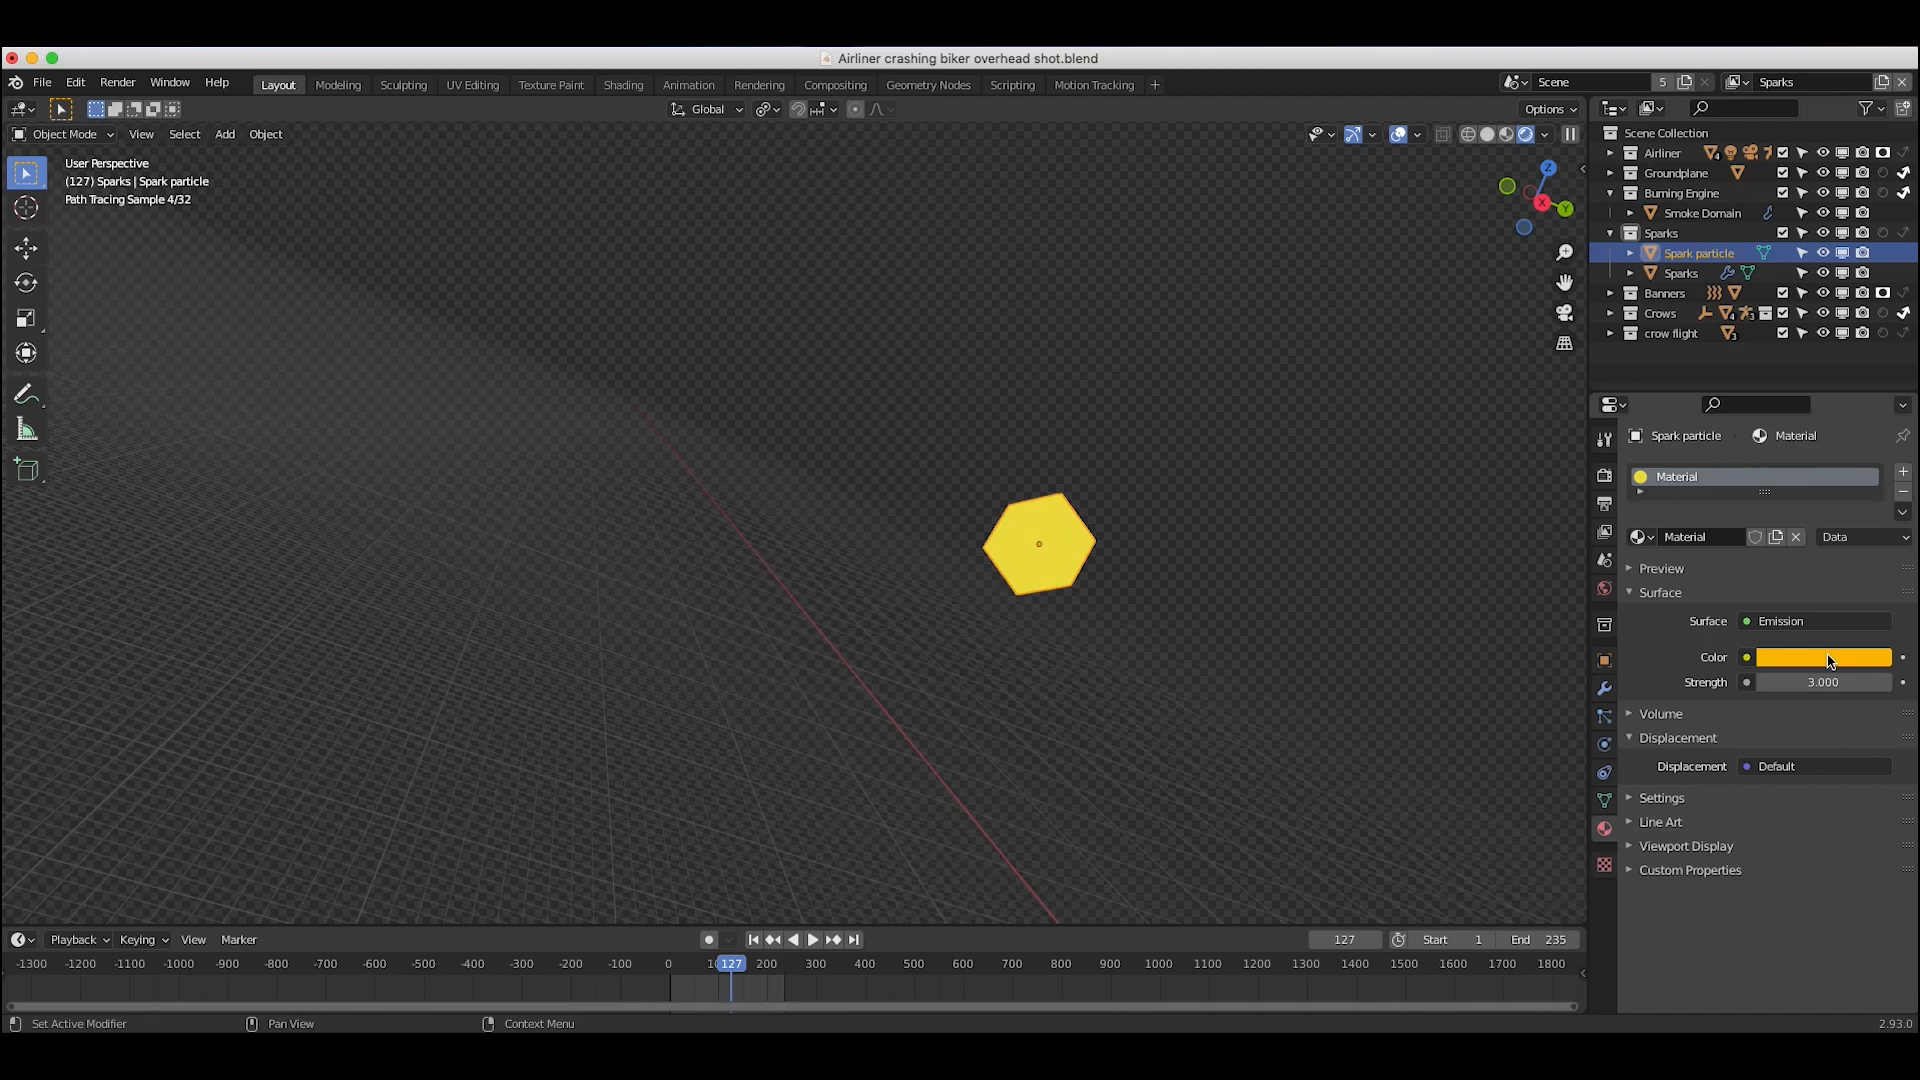 Airliner crashing biker overhead shot.blend
File Edit Render Window Help Layout Modeling Sculpting UV Editing Texture Paint Shading Animation Rendering Compositing Geometry Nodes Scripting Motion Tracking + Scene 5 Sparks
Global Options
Object Mode View Select Add Object
User Perspective
(127) Sparks | Spark particle
Path Tracing Sample 4/32
Z
X
Y
Scene Collection
Airliner 4
Groundplane
Burning Engine
Smoke Domain
Sparks
Spark particle
Sparks
Banners
Crows 4 3
crow flight 3
Spark particle Material
Material
Material Data
Preview
Surface
Surface Emission
Color
Strength 3.000
Volume
Displacement
Displacement Default
Settings
Line Art
Viewport Display
Custom Properties
Playback Keying View Marker 127 Start 1 End 235
-1300 -1200 -1100 -1000 -900 -800 -700 -600 -500 -400 -300 -200 -100 0 127 200 300 400 500 600 700 800 900 1000 1100 1200 1300 1400 1500 1600 1700 1800
Set Active Modifier Pan View Context Menu 2.93.0